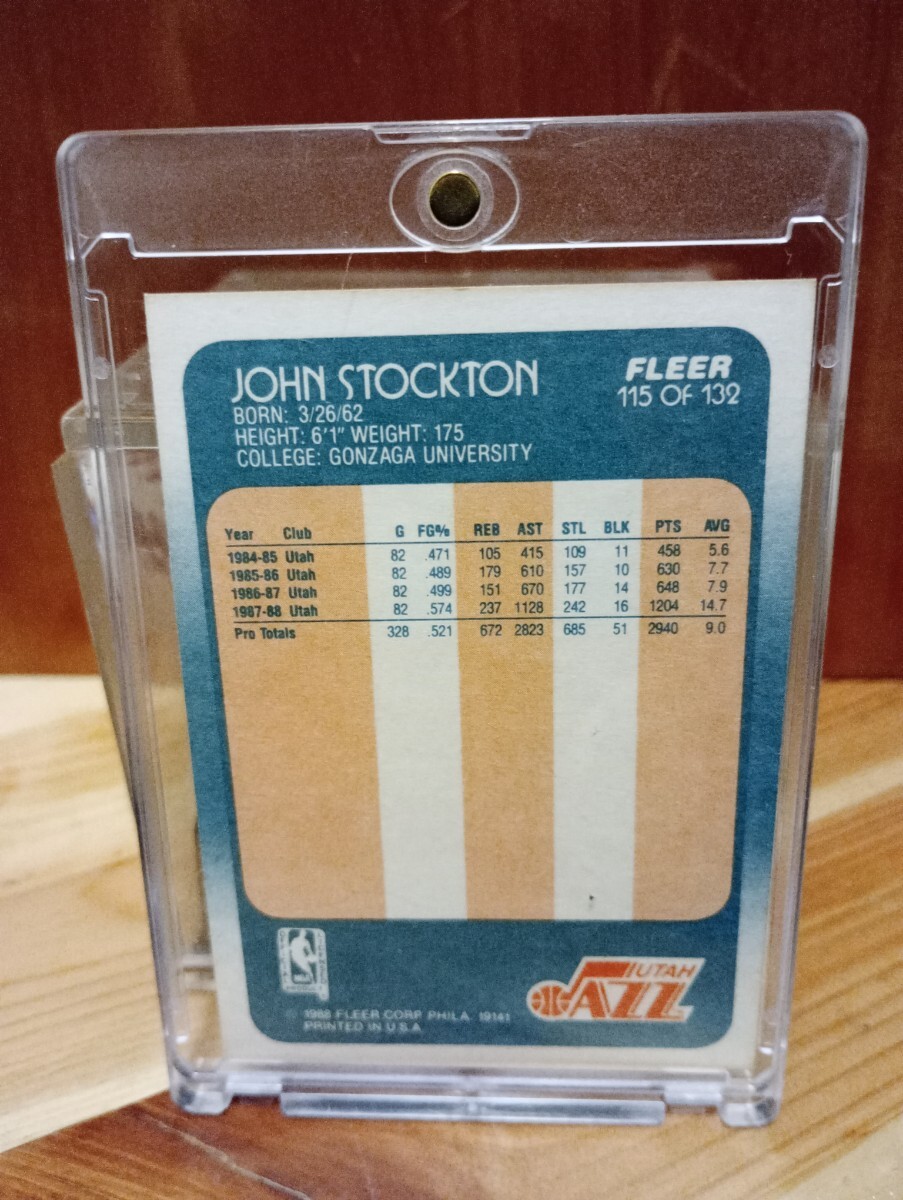 JOHN STOCKTON
FLEER
115 OF 132
BORN: 3/26/62
HEIGHT: 6'1" WEIGHT: 175
COLLEGE: GONZAGA UNIVERSITY
Year Club G FG% REB AST STL BLK PTS AVG
1984-85 Utah 82 .471 105 415 109 11 458 5.6
1985-86 Utah 82 .489 179 610 157 10 630 7.7
1986-87 Utah 82 .499 151 670 177 14 648 7.9
1987-88 Utah 82 .574 237 1128 242 16 1204 14.7
Pro Totals 328 .521 672 2823 685 51 2940 9.0
UTAH
JAZZ
© 1988 FLEER CORP. PHILA. 19141
PRINTED IN U.S.A.